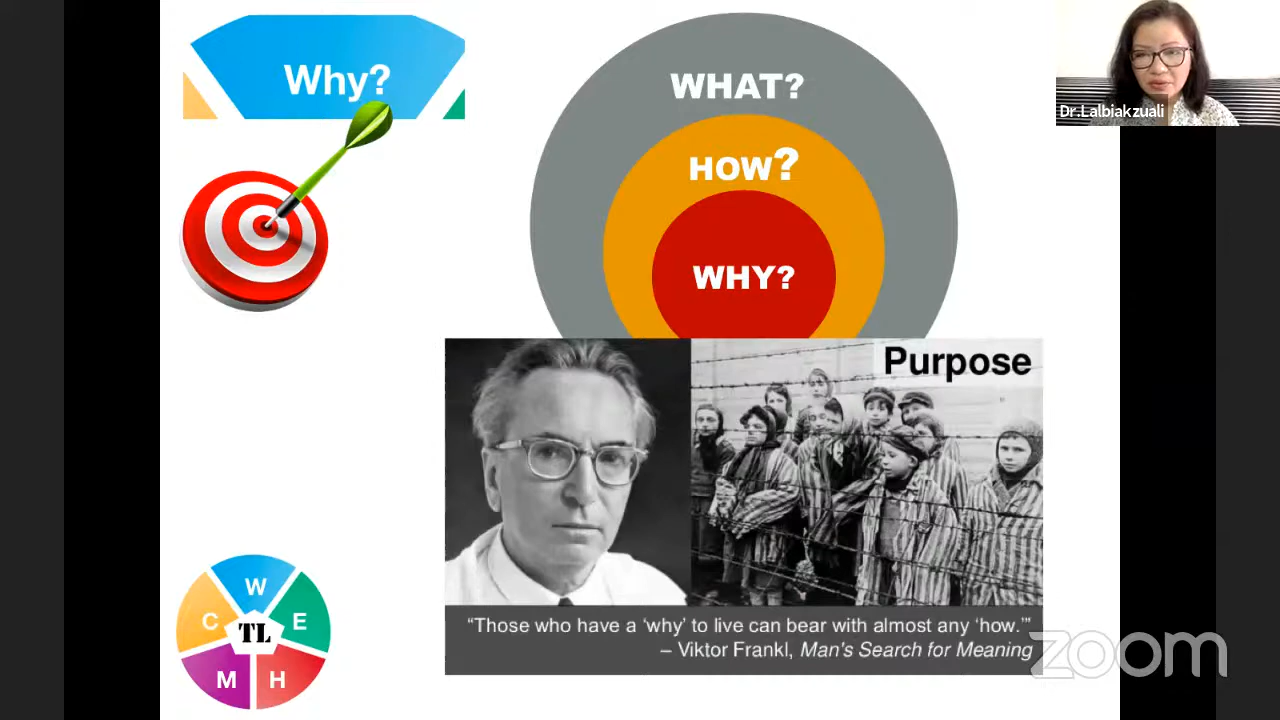 Why?
WHAT?
HOW?
WHY?
Dr.Lalbiakzuali
Purpose
“Those who have a ‘why’ to live can bear with almost any ‘how.’”
– Viktor Frankl, Man's Search for Meaning
W
C
E
TL
M
H
zoom